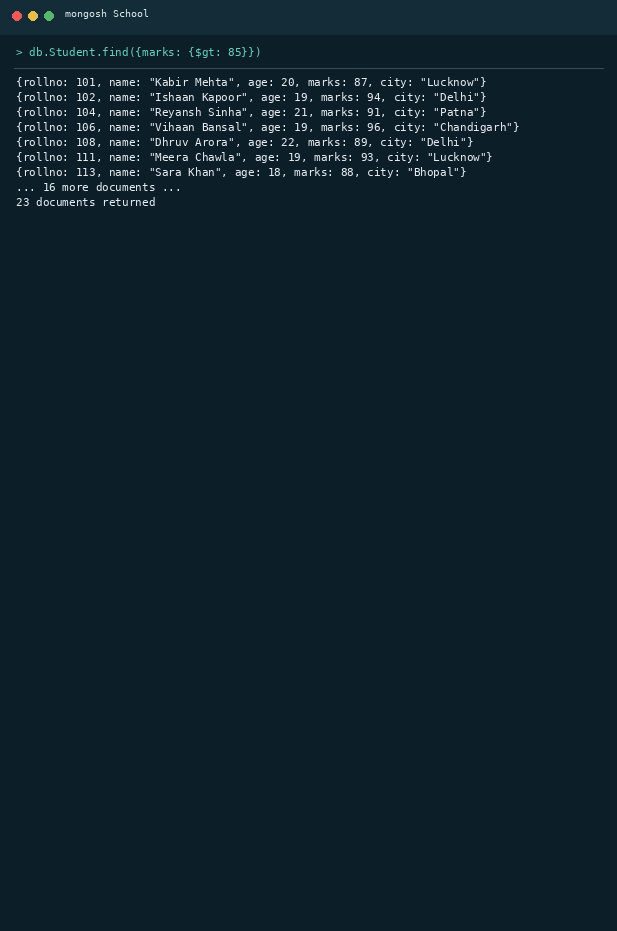 mongosh School
> db.Student.find({marks: {$gt: 85}})
{rollno: 101, name: "Kabir Mehta", age: 20, marks: 87, city: "Lucknow"}
{rollno: 102, name: "Ishaan Kapoor", age: 19, marks: 94, city: "Delhi"}
{rollno: 104, name: "Reyansh Sinha", age: 21, marks: 91, city: "Patna"}
{rollno: 106, name: "Vihaan Bansal", age: 19, marks: 96, city: "Chandigarh"}
{rollno: 108, name: "Dhruv Arora", age: 22, marks: 89, city: "Delhi"}
{rollno: 111, name: "Meera Chawla", age: 19, marks: 93, city: "Lucknow"}
{rollno: 113, name: "Sara Khan", age: 18, marks: 88, city: "Bhopal"}
... 16 more documents ...
23 documents returned